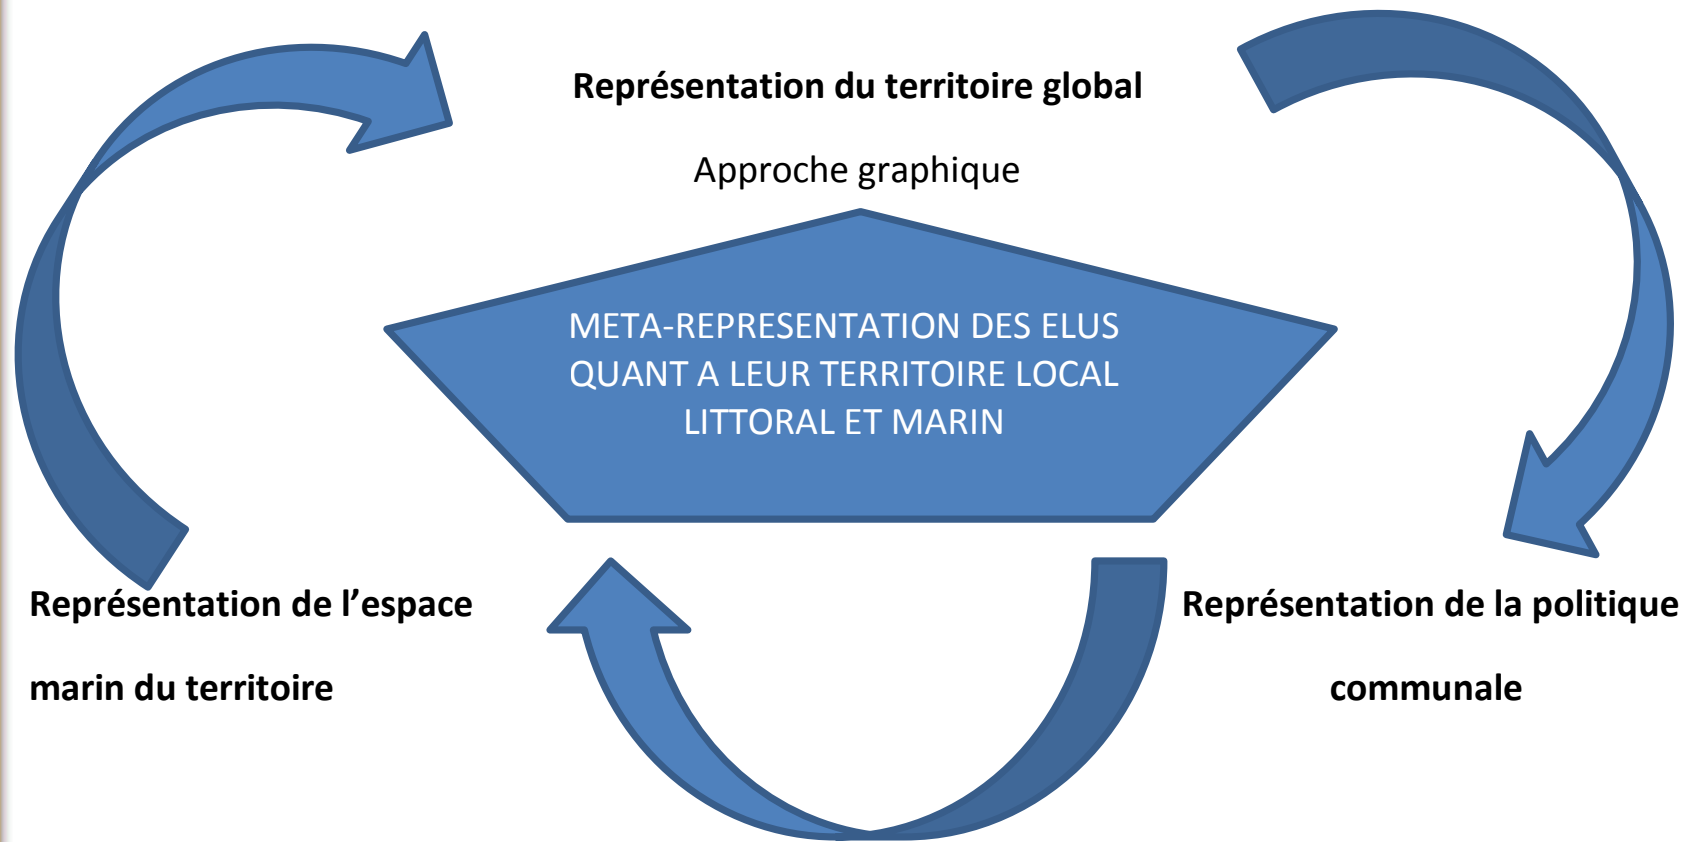 Représentation du territoire global
Approche graphique
META-REPRESENTATION DES ELUS
QUANT A LEUR TERRITOIRE LOCAL
LITTORAL ET MARIN
Représentation de l’espace
marin du territoire
Représentation de la politique
communale